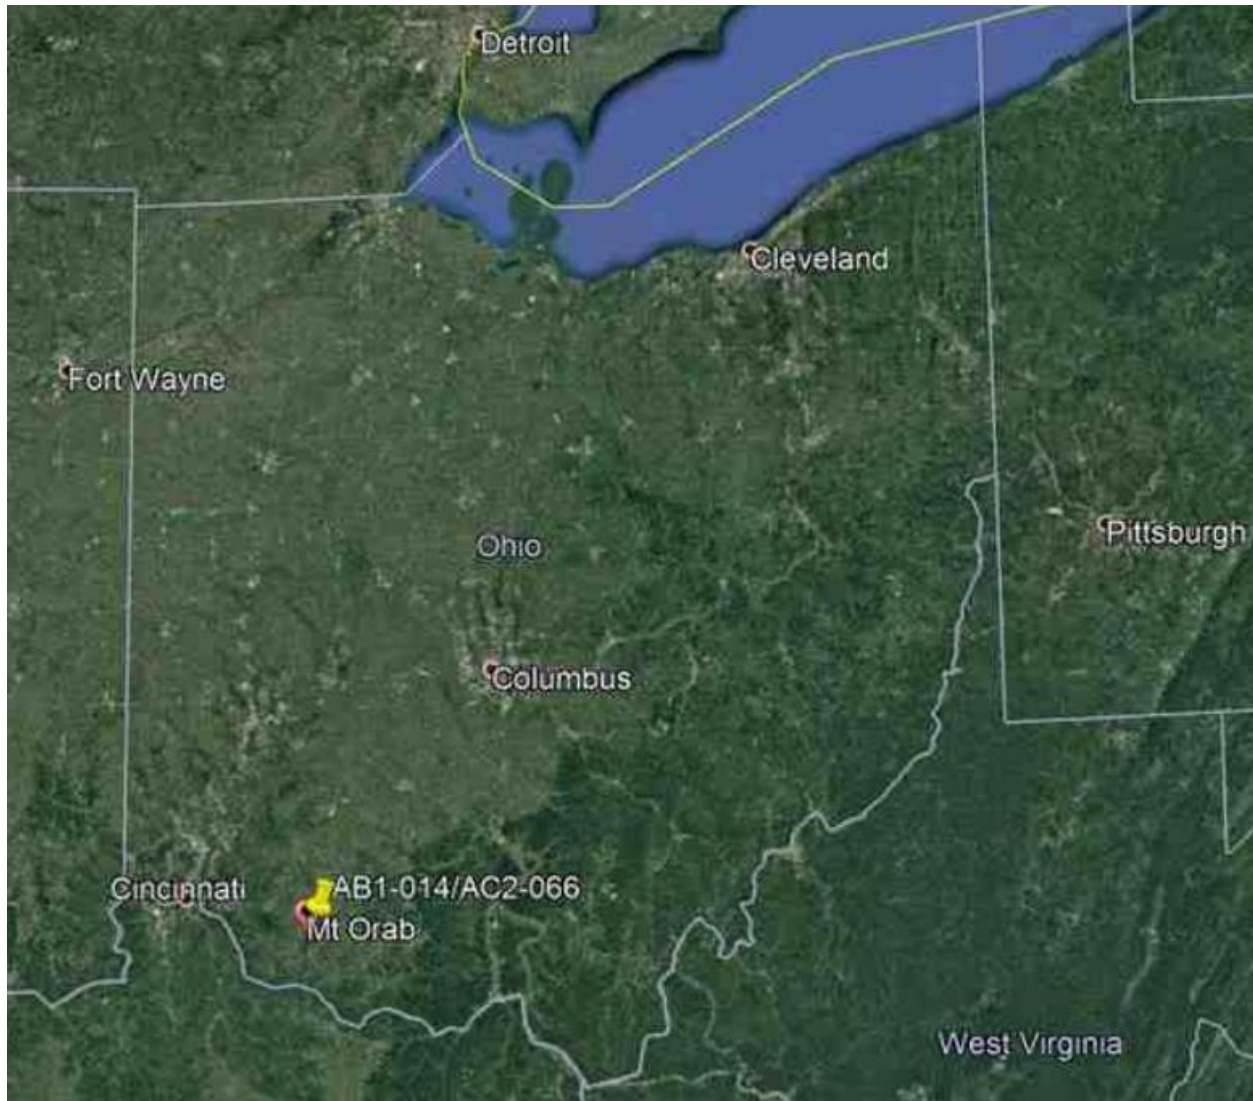 Detroit
Cleveland
Fort Wayne
Pittsburgh
Ohio
Columbus
Cincinnati
AB1-014/AC2-066
Mt Orab
West Virginia